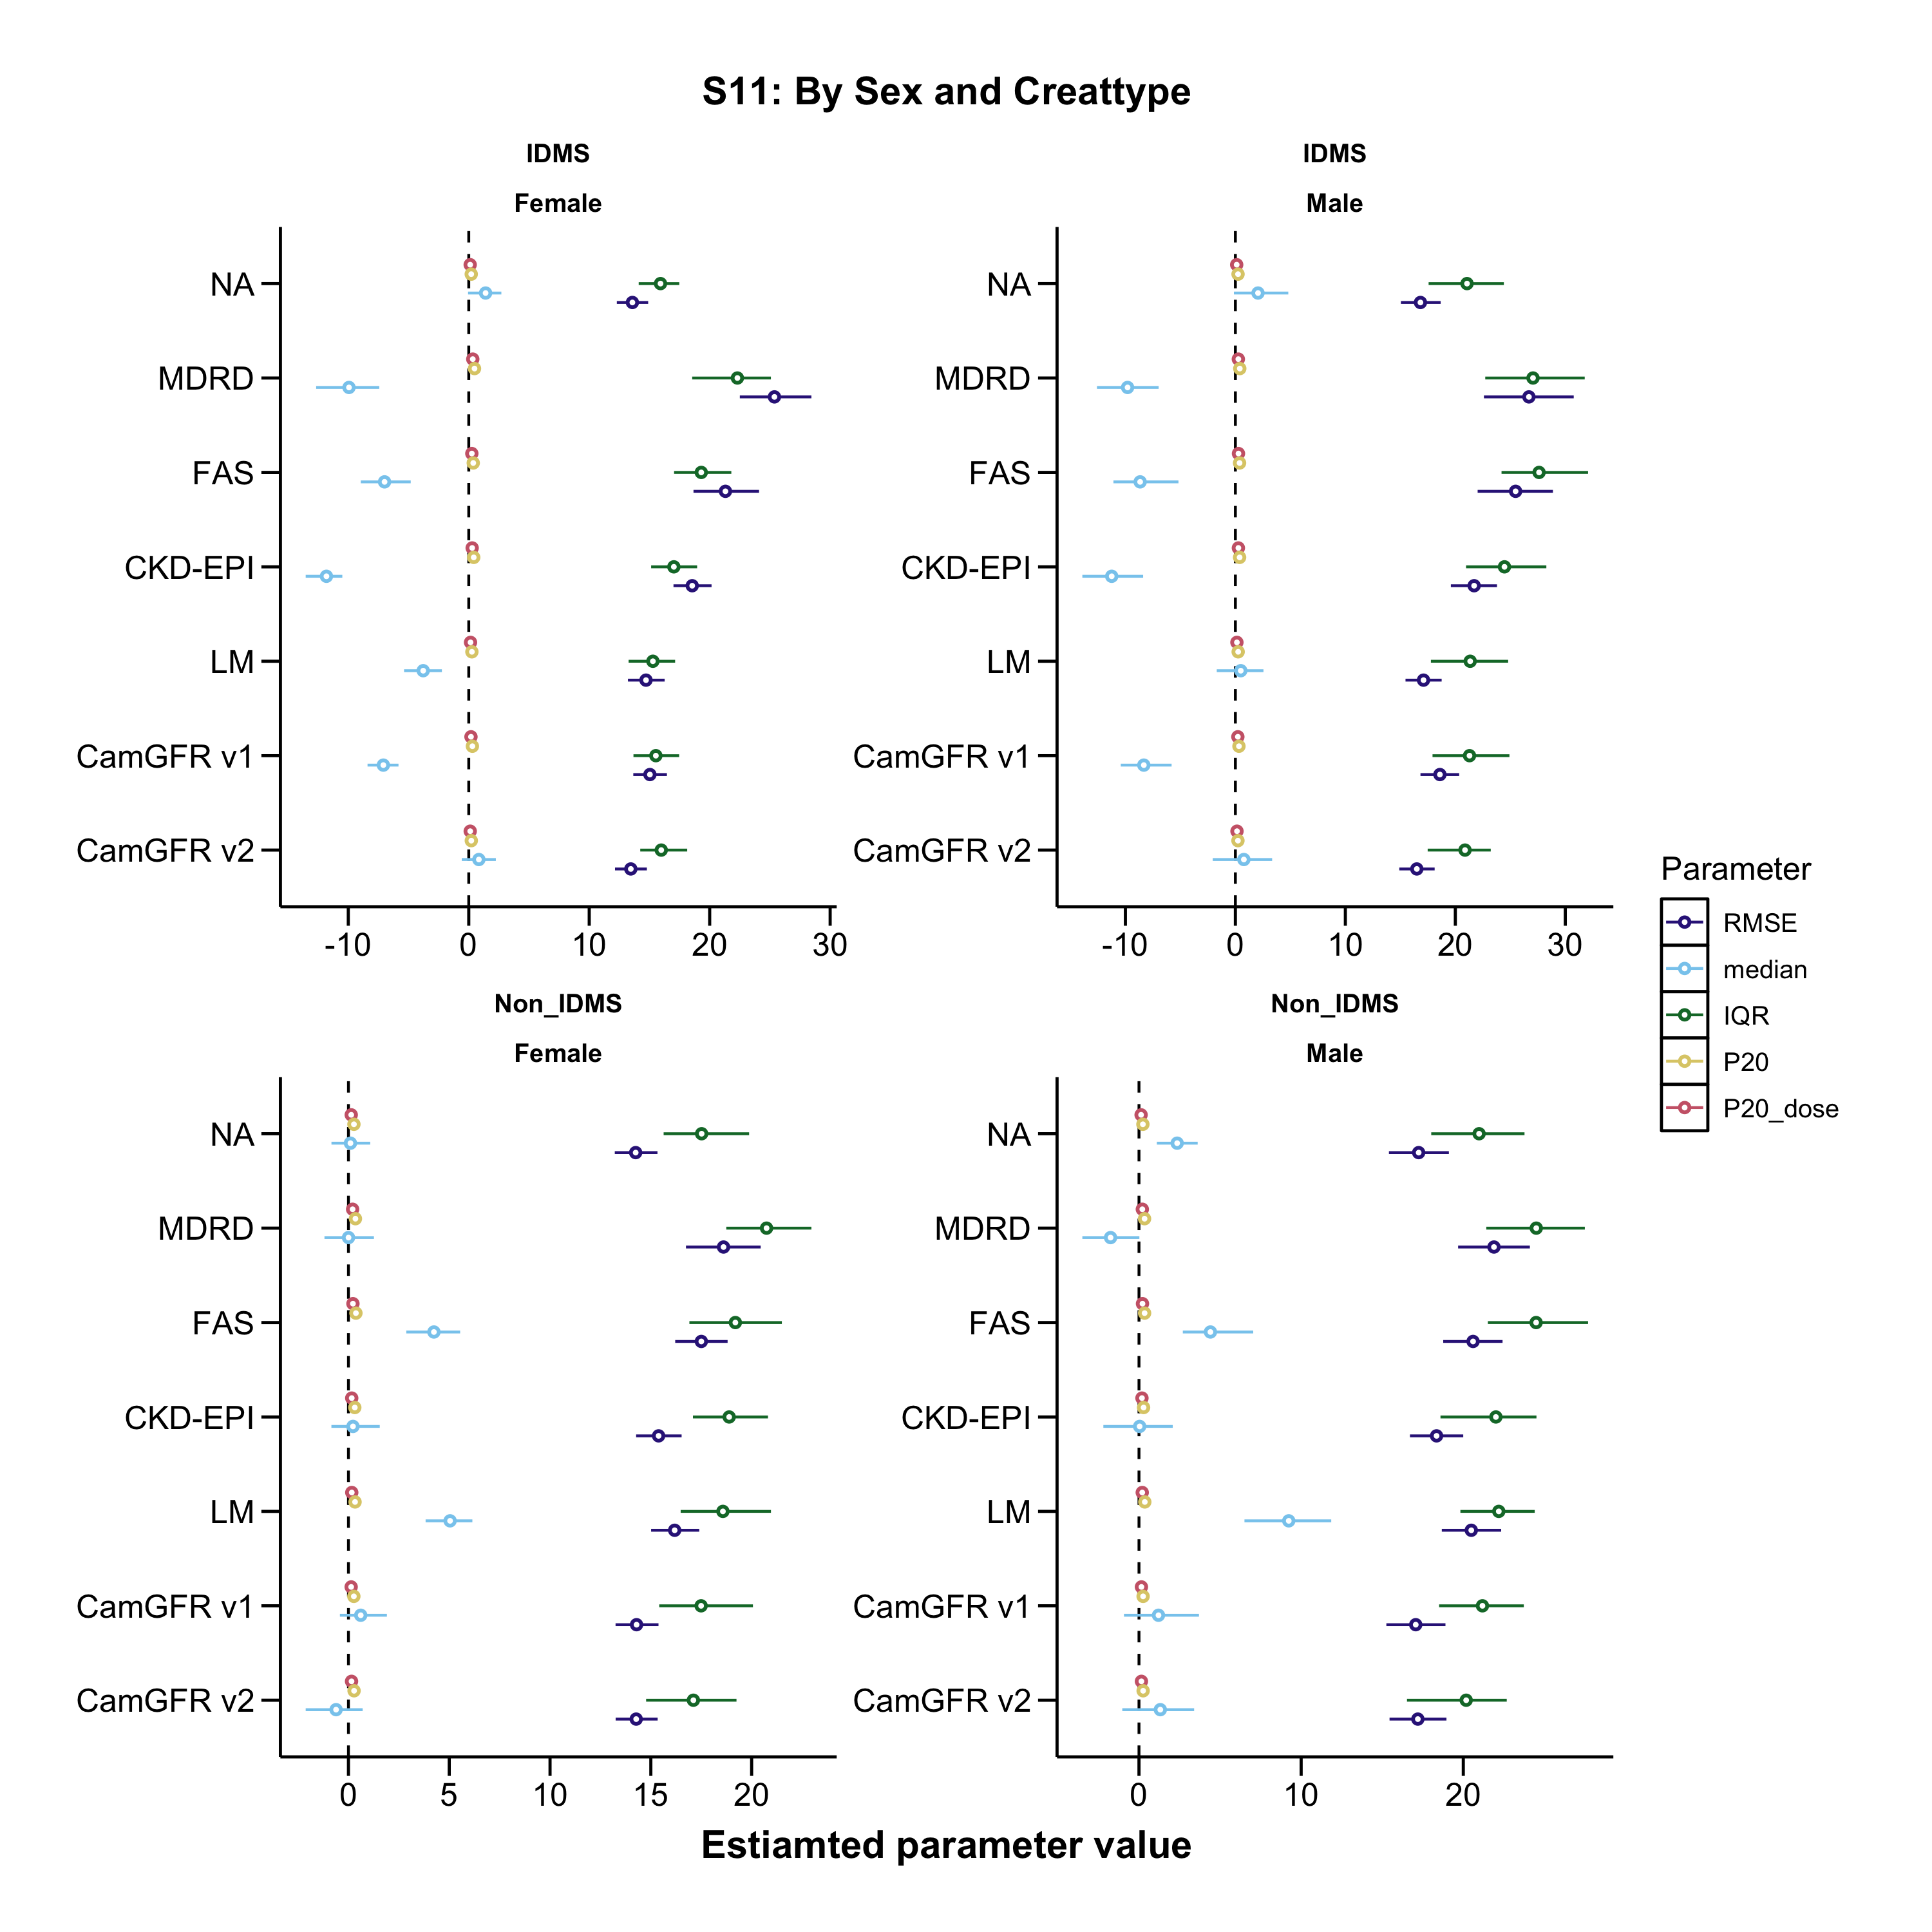 S11: By Sex and Creattype
IDMS
Female
NA
MDRD
FAS
CKD-EPI
LM
CamGFR v1
CamGFR v2
-10 0 10 20 30
IDMS
Male
NA
MDRD
FAS
CKD-EPI
LM
CamGFR v1
CamGFR v2
-10 0 10 20 30
Non_IDMS
Female
NA
MDRD
FAS
CKD-EPI
LM
CamGFR v1
CamGFR v2
0 5 10 15 20
Non_IDMS
Male
NA
MDRD
FAS
CKD-EPI
LM
CamGFR v1
CamGFR v2
0 10 20
Estiamted parameter value
Parameter
RMSE
median
IQR
P20
P20_dose